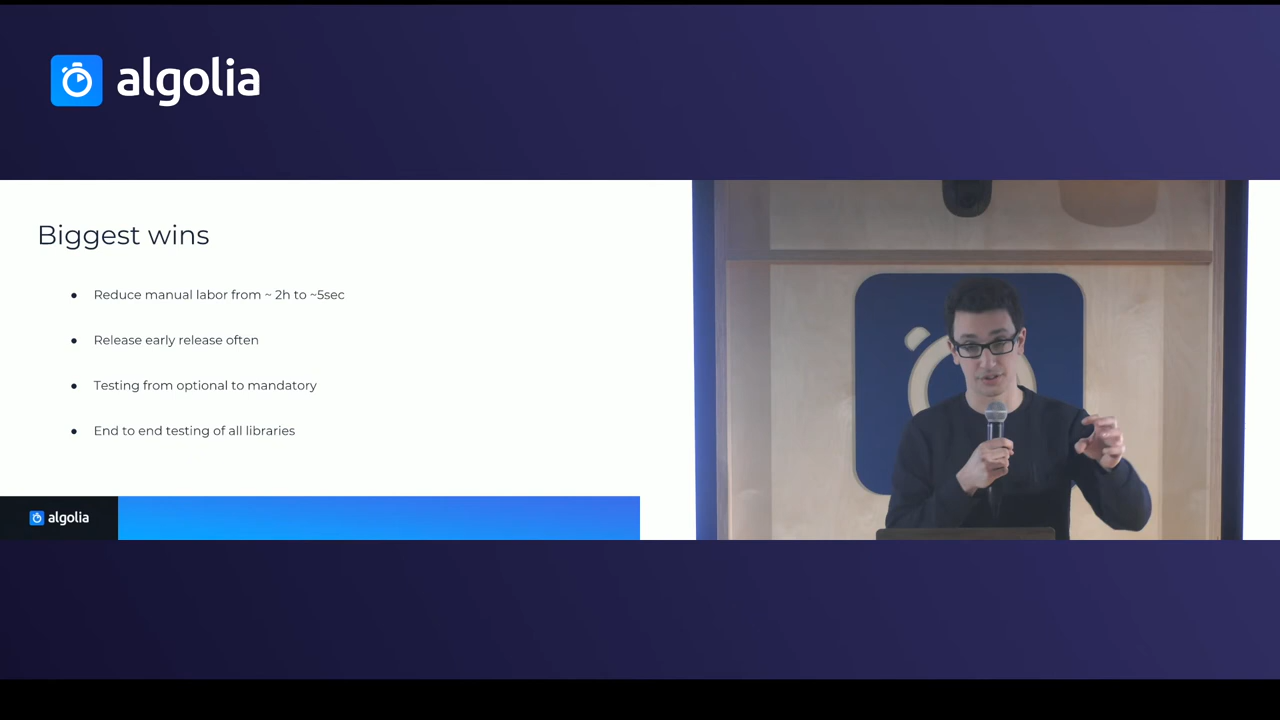 algolia
Biggest wins
● Reduce manual labor from ~ 2h to ~5sec
● Release early release often
● Testing from optional to mandatory
● End to end testing of all libraries
algolia